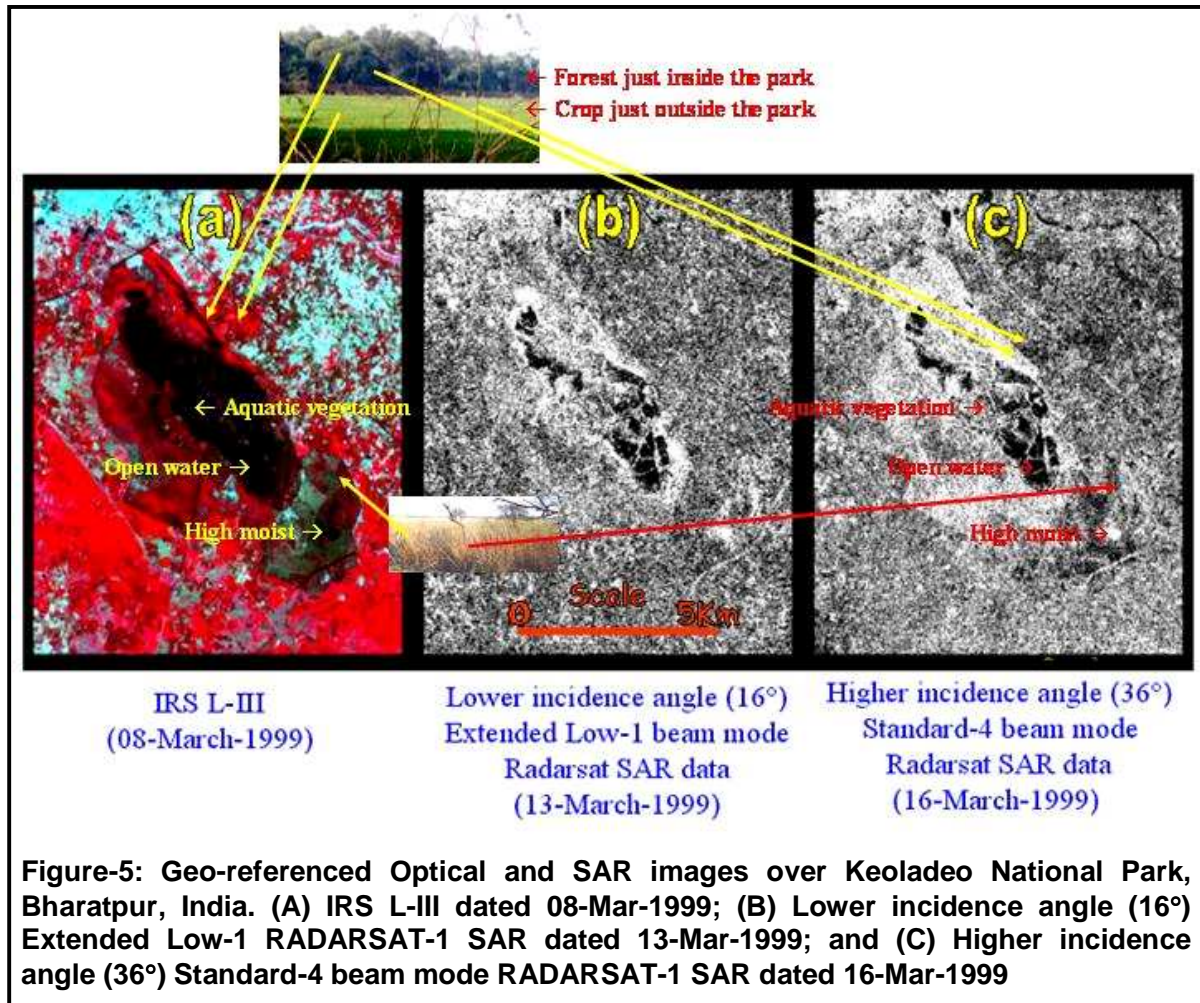 ← Forest just inside the park
← Crop just outside the park
(a)
(b)
(c)
← Aquatic vegetation
Open water →
High moist →
Aquatic vegetation →
Open water →
High moist →
Scale
0 5Km
IRS L-III
(08-March-1999)
Lower incidence angle (16°)
Extended Low-1 beam mode
Radarsat SAR data
(13-March-1999)
Higher incidence angle (36°)
Standard-4 beam mode
Radarsat SAR data
(16-March-1999)
Figure-5: Geo-referenced Optical and SAR images over Keoladeo National Park,
Bharatpur, India. (A) IRS L-III dated 08-Mar-1999; (B) Lower incidence angle (16°)
Extended Low-1 RADARSAT-1 SAR dated 13-Mar-1999; and (C) Higher incidence
angle (36°) Standard-4 beam mode RADARSAT-1 SAR dated 16-Mar-1999